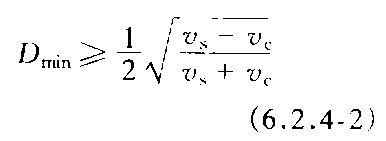 D_min ≥ 1/2 √((v_s − v_c)/(v_s + v_c))
(6.2.4-2)